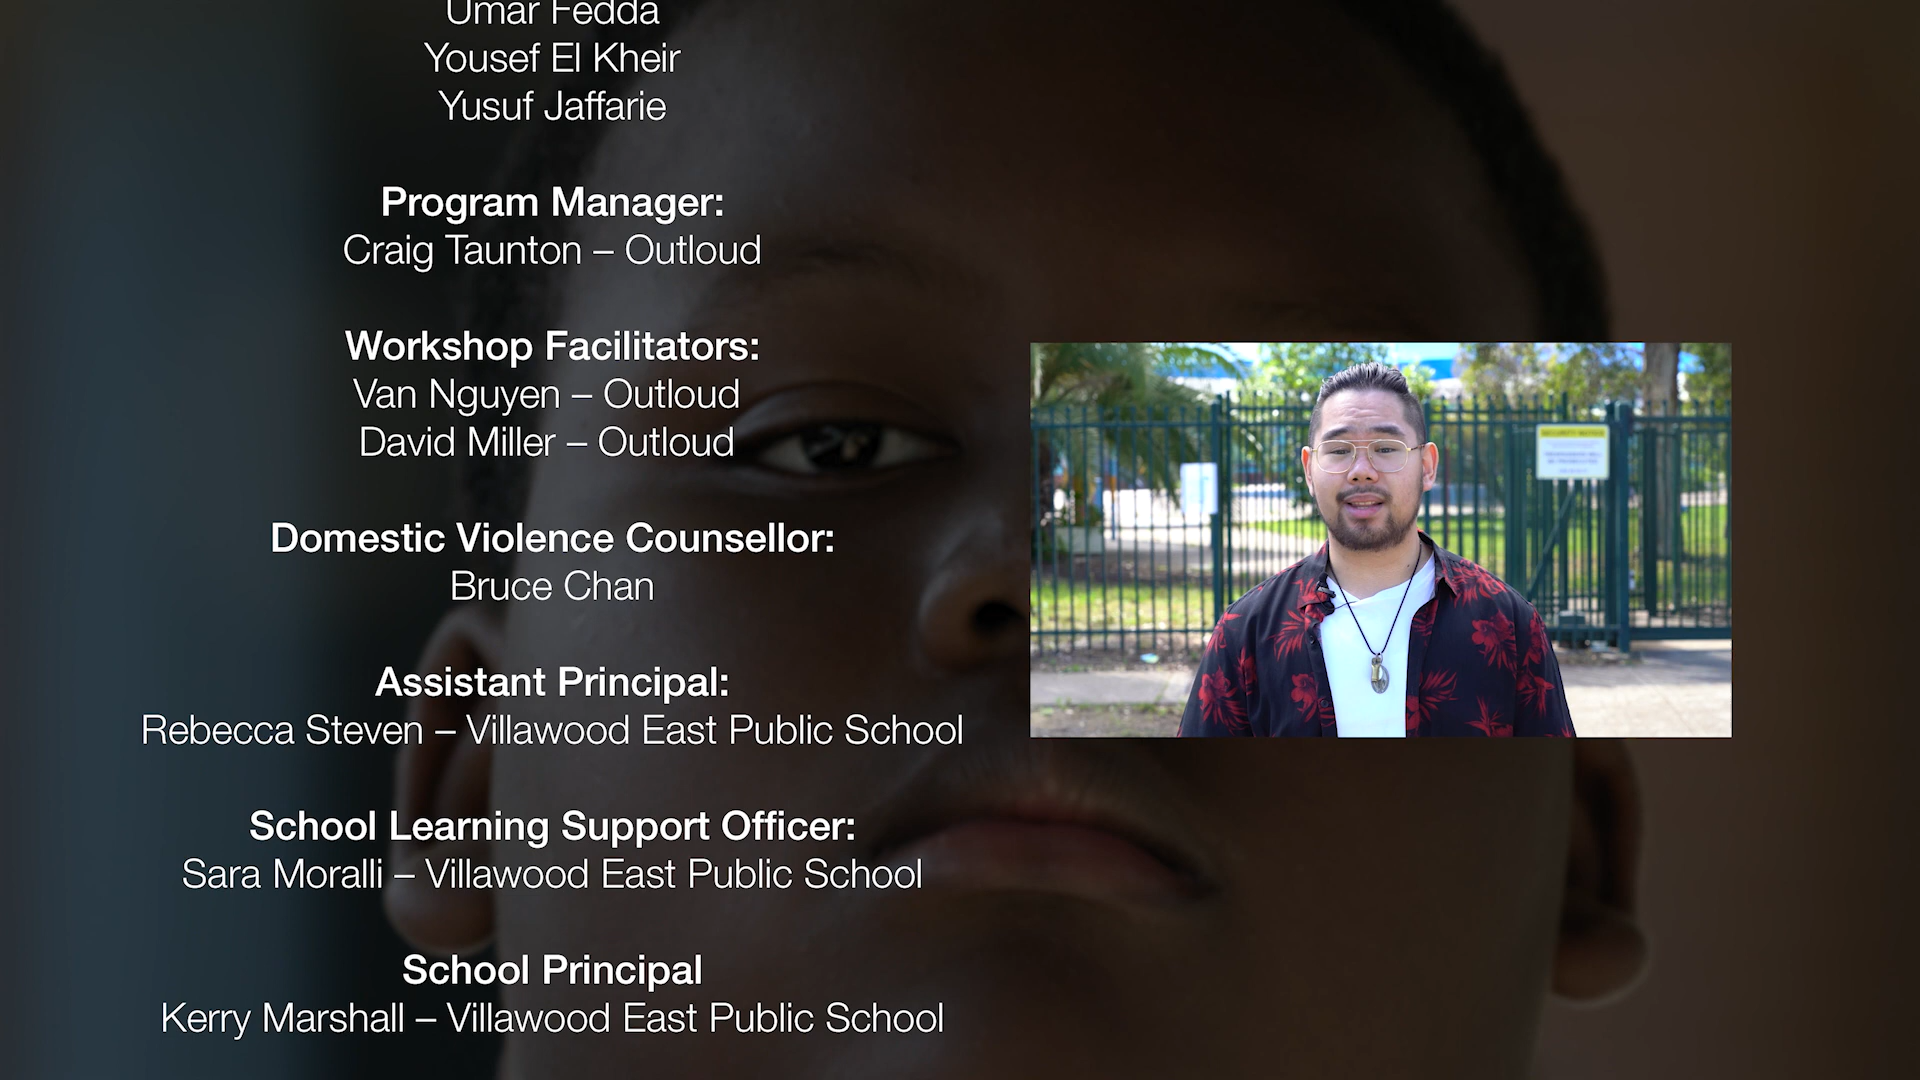 Umar Fedda
Yousef El Kheir
Yusuf Jaffarie
Program Manager:
Craig Taunton – Outloud
Workshop Facilitators:
Van Nguyen – Outloud
David Miller – Outloud
Domestic Violence Counsellor:
Bruce Chan
Assistant Principal:
Rebecca Steven – Villawood East Public School
School Learning Support Officer:
Sara Moralli – Villawood East Public School
School Principal
Kerry Marshall – Villawood East Public School
SECURITY NOTICE